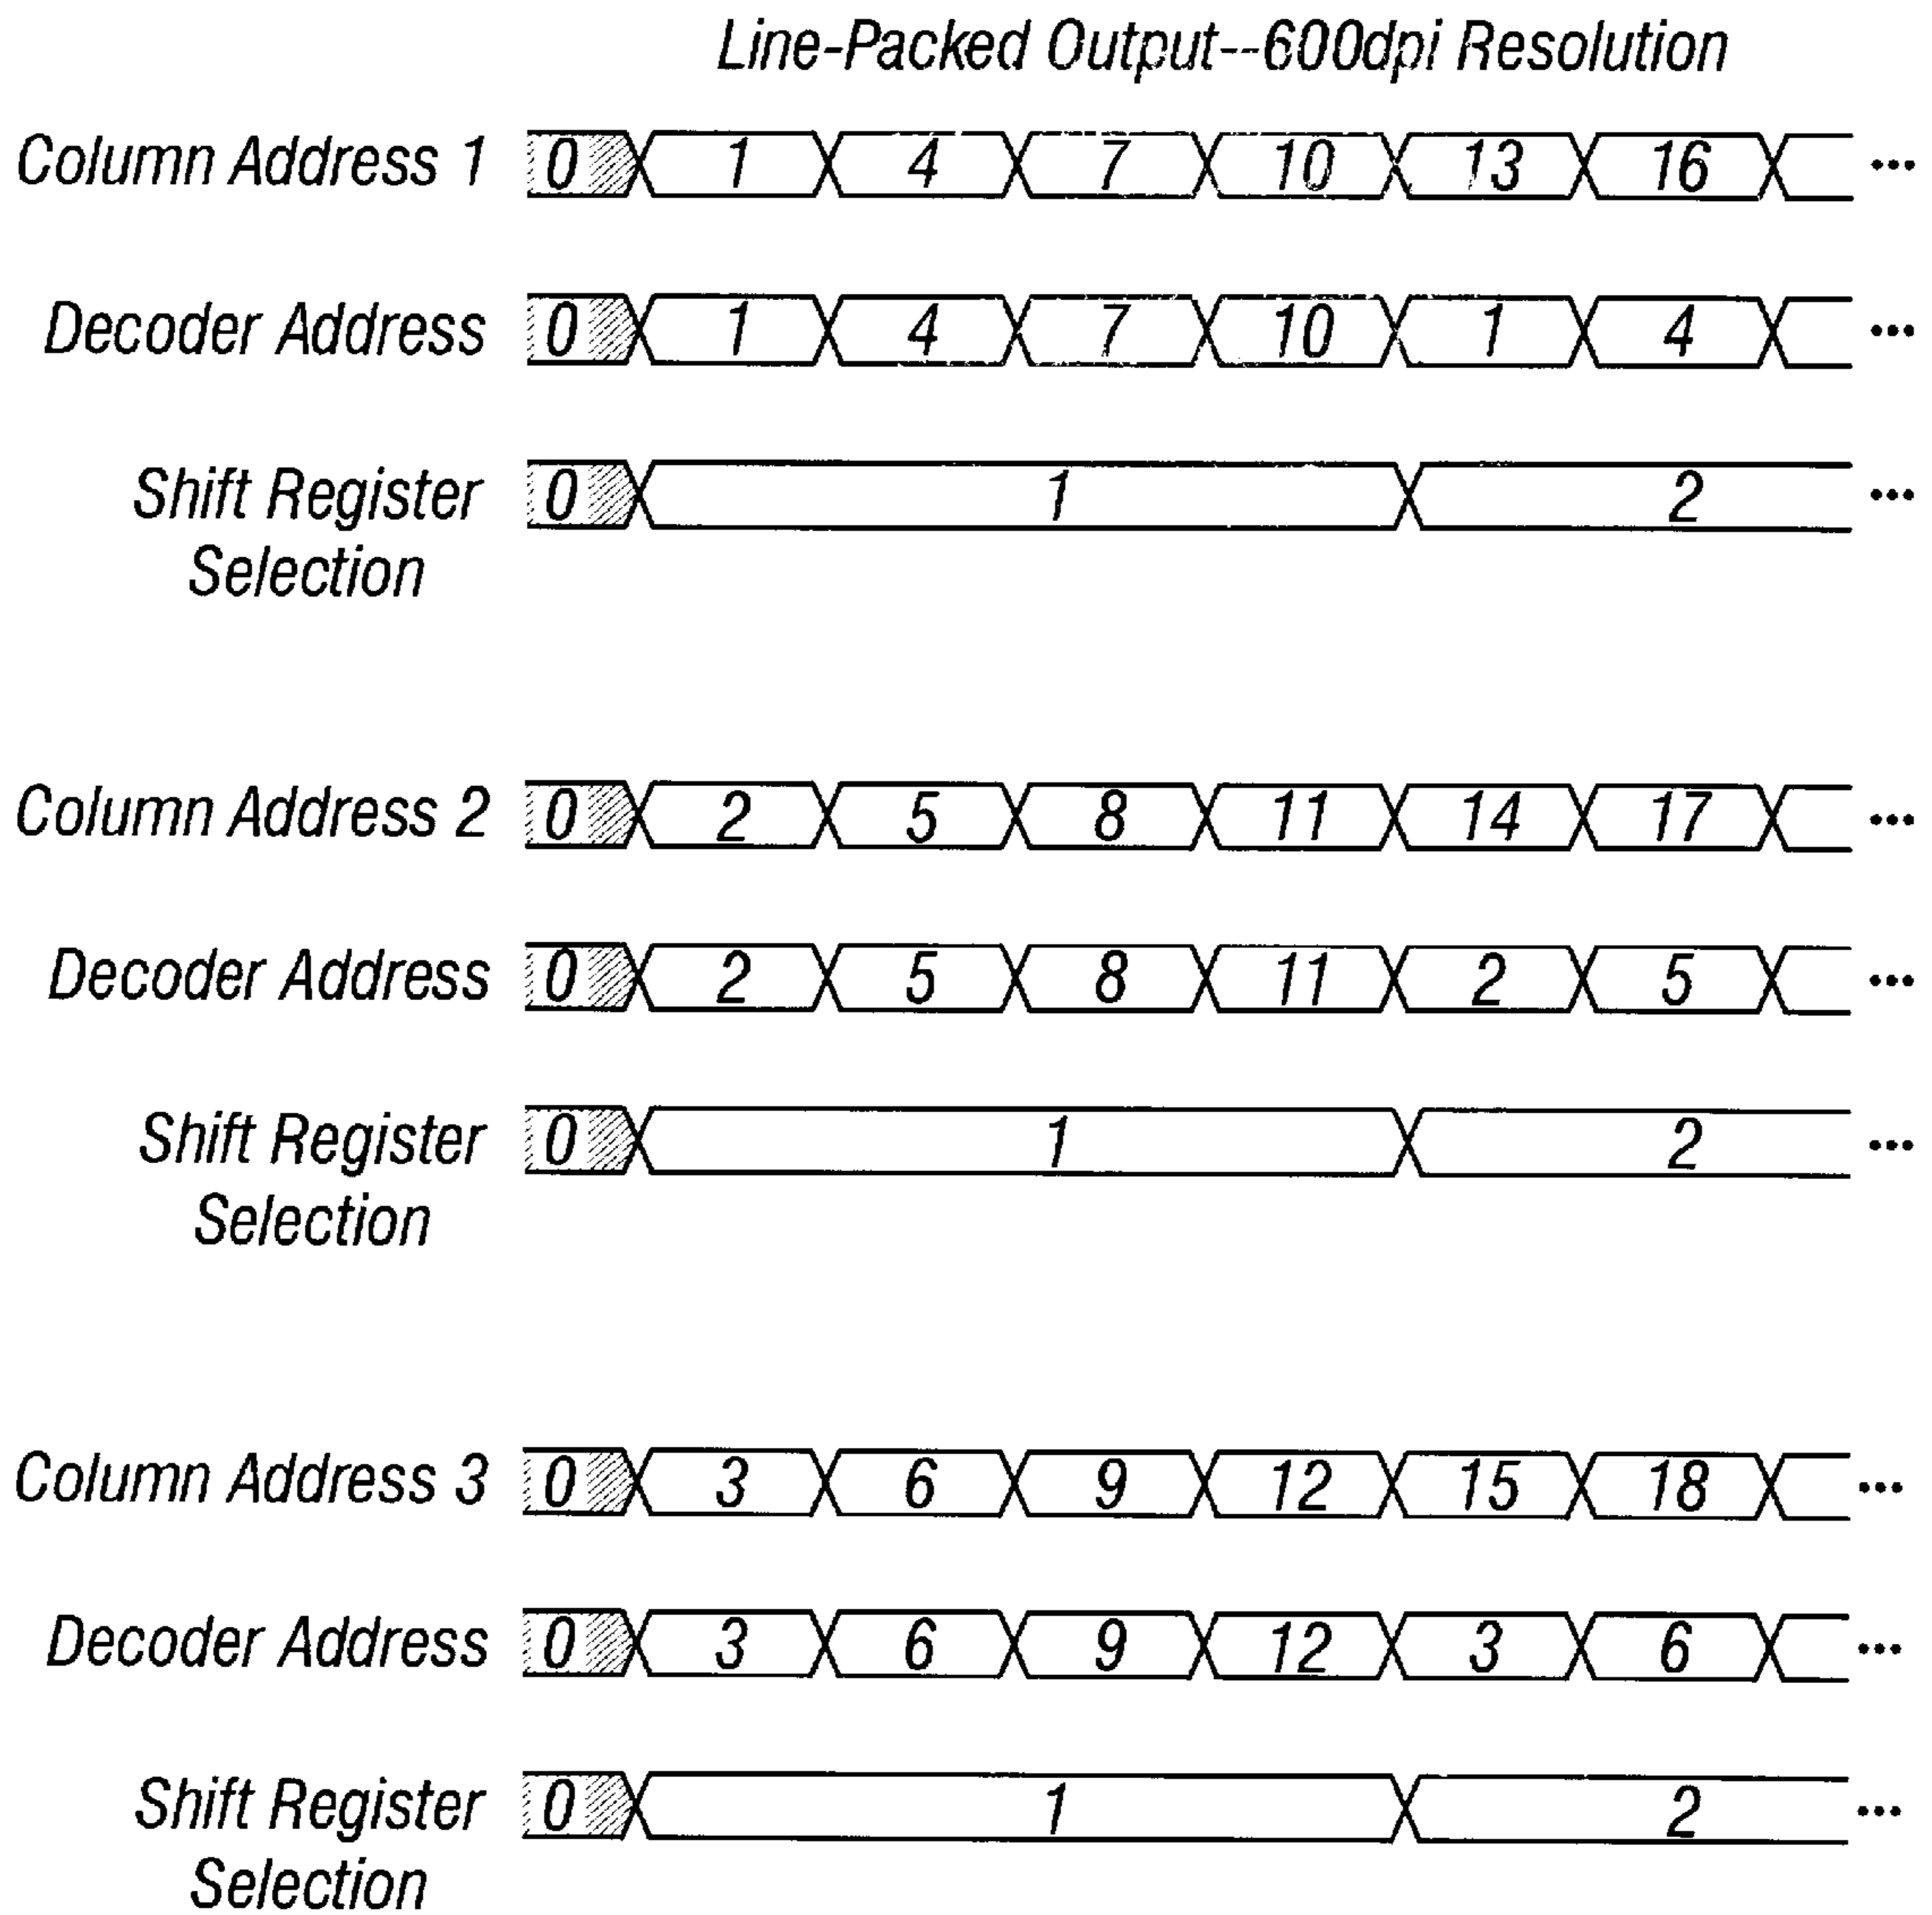 Line-Packed Output--600dpi Resolution
Column Address 1 0 1 4 7 10 13 16 ...
Decoder Address 0 1 4 7 10 1 4 ...
Shift Register 0 1 2 ...
Selection
Column Address 2 0 2 5 8 11 14 17 ...
Decoder Address 0 2 5 8 11 2 5 ...
Shift Register 0 1 2 ...
Selection
Column Address 3 0 3 6 9 12 15 18 ...
Decoder Address 0 3 6 9 12 3 6 ...
Shift Register 0 1 2 ...
Selection